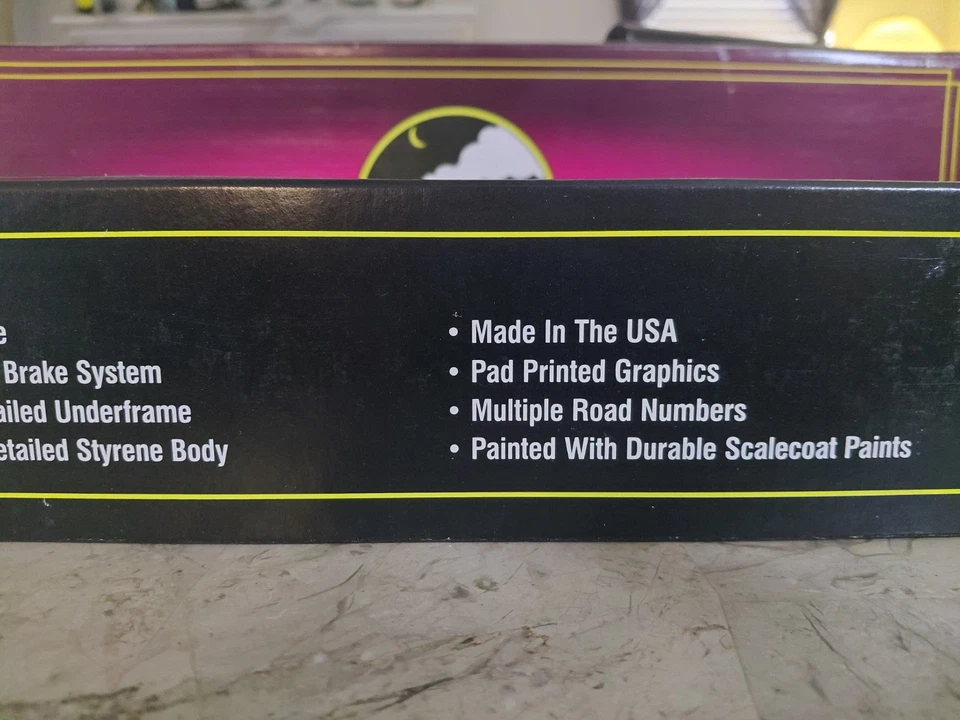 Brake System
Underframe
Styrene Body
• Made In The USA
• Pad Printed Graphics
• Multiple Road Numbers
• Painted With Durable Scalecoat Paints